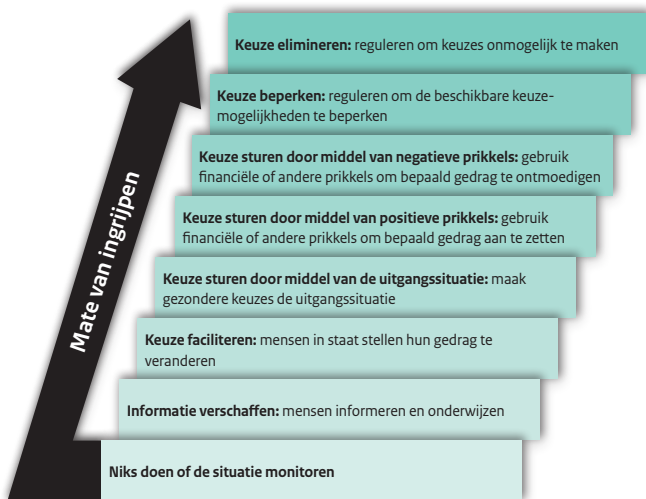 Keuze elimineren: reguleren om keuzes onmogelijk te maken
Keuze beperken: reguleren om de beschikbare keuze-
mogelijkheden te beperken
Keuze sturen door middel van negatieve prikkels: gebruik
financiële of andere prikkels om bepaald gedrag te ontmoedigen
Keuze sturen door middel van positieve prikkels: gebruik
financiële of andere prikkels om bepaald gedrag aan te zetten
Keuze sturen door middel van de uitgangssituatie: maak
gezondere keuzes de uitgangssituatie
Keuze faciliteren: mensen in staat stellen hun gedrag te
veranderen
Informatie verschaffen: mensen informeren en onderwijzen
Niks doen of de situatie monitoren
Mate van ingrijpen